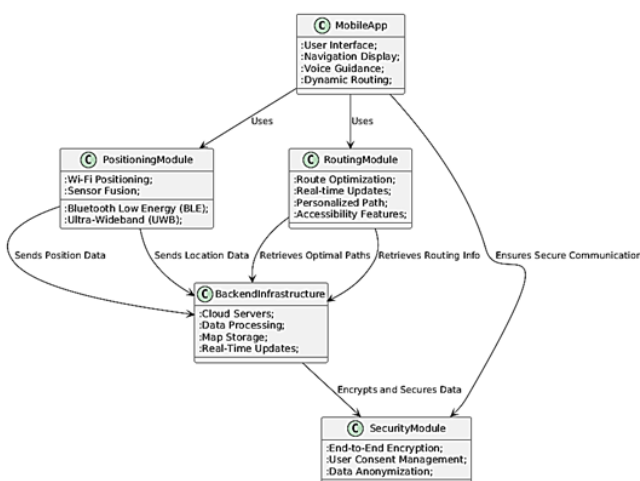 C MobileApp
:User Interface;
:Navigation Display;
:Voice Guidance;
:Dynamic Routing;
Uses
Uses
C PositioningModule
:Wi-Fi Positioning;
:Sensor Fusion;
:Bluetooth Low Energy (BLE);
:Ultra-Wideband (UWB);
C RoutingModule
:Route Optimization;
:Real-time Updates;
:Personalized Path;
:Accessibility Features;
Sends Position Data
Sends Location Data
Retrieves Optimal Paths
Retrieves Routing Info
Ensures Secure Communication
C BackendInfrastructure
:Cloud Servers;
:Data Processing;
:Map Storage;
:Real-Time Updates;
Encrypts and Secures Data
C SecurityModule
:End-to-End Encryption;
:User Consent Management;
:Data Anonymization;